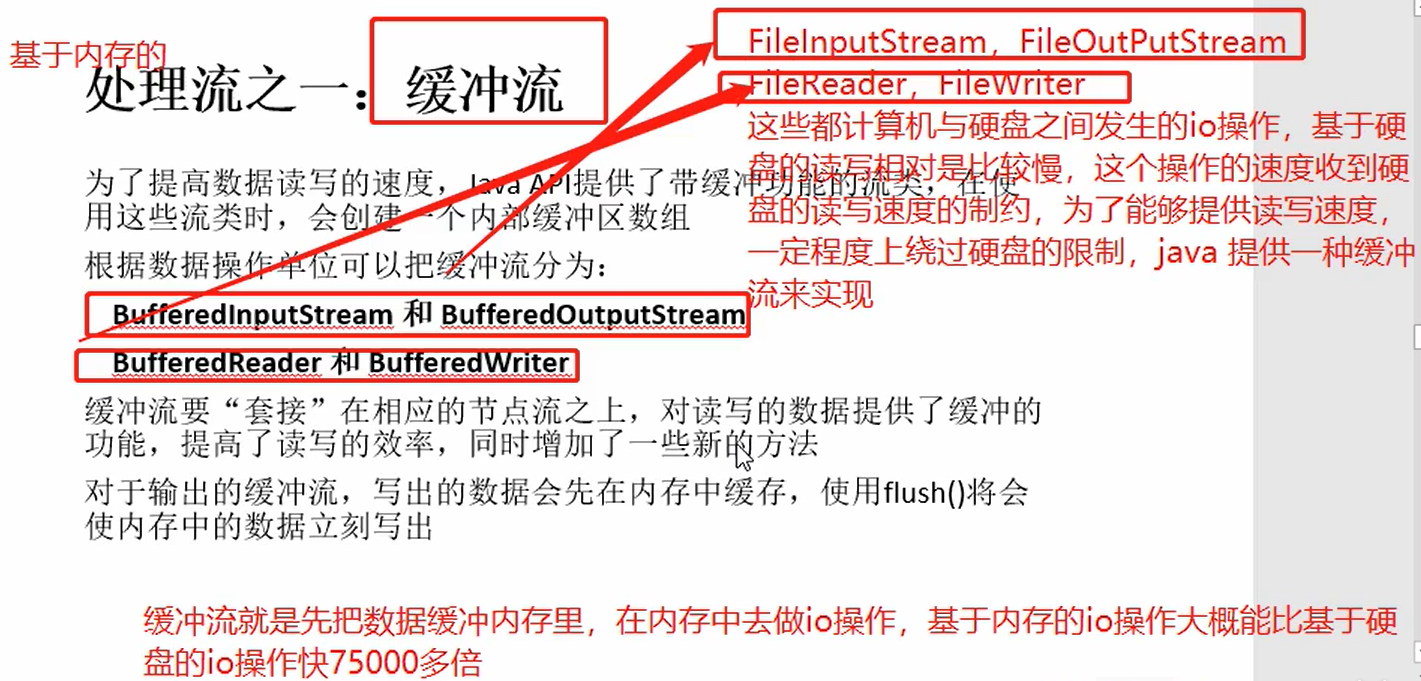 基于内存的
处理流之一：缓冲流
FileInputStream，FileOutPutStream
FileReader，FileWriter
这些都计算机与硬盘之间发生的io操作，基于硬
盘的读写相对是比较慢，这个操作的速度收到硬
盘的读写速度的制约，为了能够提供读写速度，
一定程度上绕过硬盘的限制，java 提供一种缓冲
流来实现
为了提高数据读写的速度，Java API提供了带缓冲功能的流类，在使
用这些流类时，会创建一个内部缓冲区数组
根据数据操作单位可以把缓冲流分为：
BufferedInputStream 和 BufferedOutputStream
BufferedReader 和 BufferedWriter
缓冲流要“套接”在相应的节点流之上，对读写的数据提供了缓冲的
功能，提高了读写的效率，同时增加了一些新的方法
对于输出的缓冲流，写出的数据会先在内存中缓存，使用flush()将会
使内存中的数据立刻写出
缓冲流就是先把数据缓冲内存里，在内存中去做io操作，基于内存的io操作大概能比基于硬
盘的io操作快75000多倍